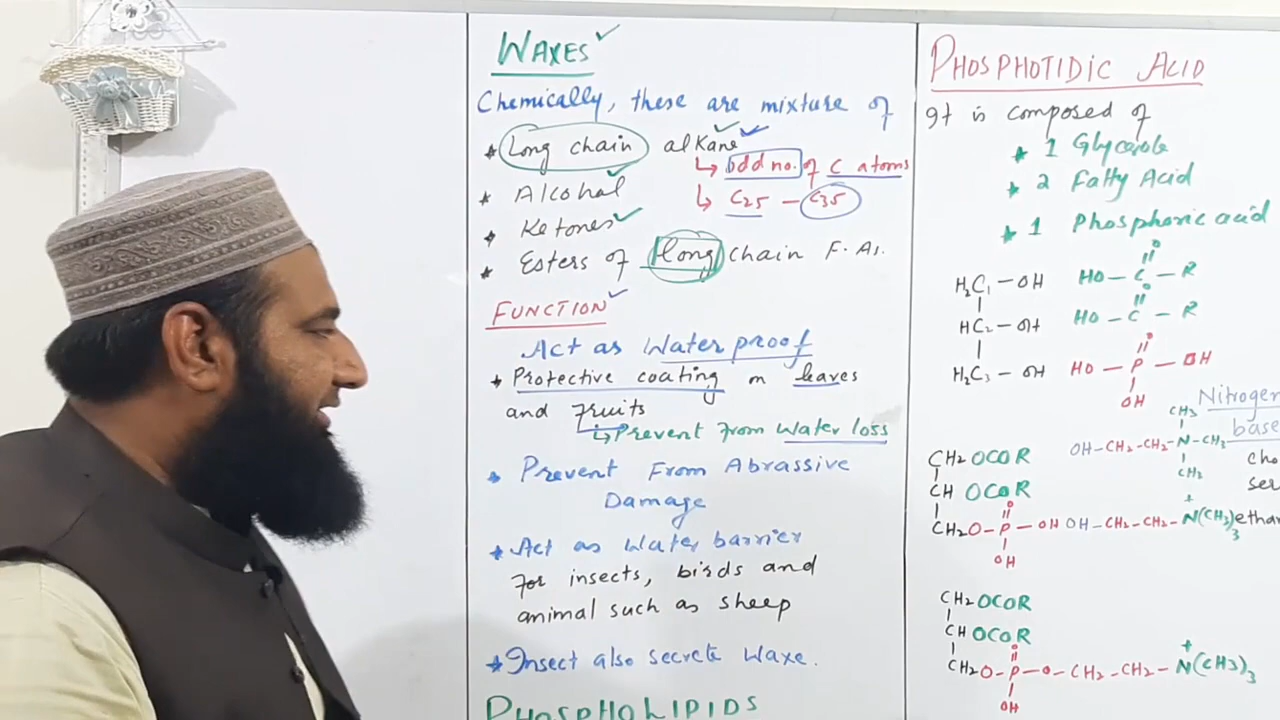 WAXES
Chemically, these are mixture of
* Long chain alkane
↳ odd no. of C atoms
↳ C25 – C35
* Alcohal
* Ketones
* Esters of long chain F. As.
FUNCTION
Act as Water proof
* Protective coating on leaves
and fruits
↳ Prevent from water loss
* Prevent From Abrassive
Damage
* Act as Water barrier
For insects, birds and
animal such as sheep
* Insect also secrete Waxe.
PHOSPHOLIPIDS
PHOSPHOTIDIC ACID
It is composed of
* 1 Glycerole
* 2 Fatty Acid
* 1 Phosphoric acid
H2C1 – OH
HC2 – OH
H2C3 – OH
O
HO – C – R
O
HO – C – R
O
HO – P – OH
OH
Nitrogen
base
CH3
OH – CH2 – CH2 – N – CH3
CH2
+
cho
ser
ethan
CH2 OCOR
CH OCOR
O
CH2O – P – OH OH – CH2 – CH2 – N(CH3)3
OH
CH2 OCOR
CH OCOR
O +
CH2O – P – O – CH2 – CH2 – N(CH3)3
OH